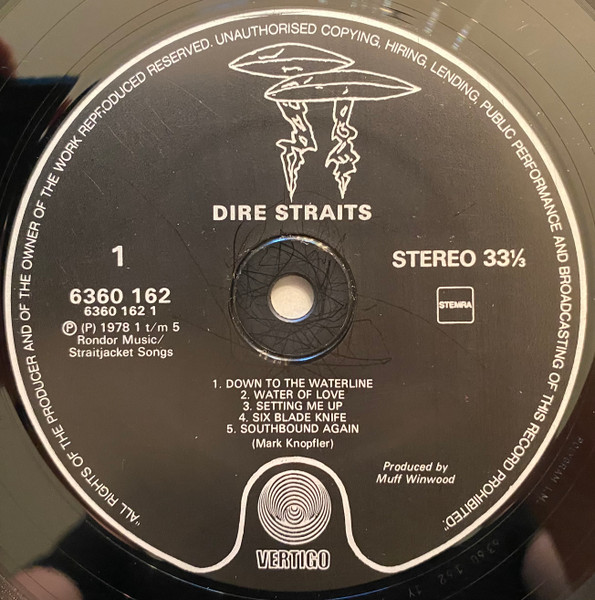 "ALL RIGHTS OF THE PRODUCER AND OF THE OWNER OF THE WORK REPRODUCED RESERVED. UNAUTHORISED COPYING, HIRING, LENDING, PUBLIC PERFORMANCE AND BROADCASTING OF THIS RECORD PROHIBITED."
DIRE STRAITS
1
STEREO 33⅓
6360 162
6360 162 1
STEMRA
Ⓟ (P) 1978 1 t/m 5
Rondor Music/
Straitjacket Songs
1. DOWN TO THE WATERLINE
2. WATER OF LOVE
3. SETTING ME UP
4. SIX BLADE KNIFE
5. SOUTHBOUND AGAIN
(Mark Knopfler)
Produced by
Muff Winwood
VERTIGO